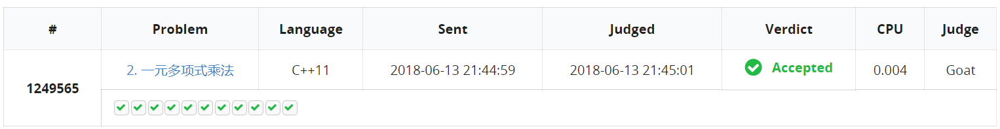 # Problem Language Sent Judged Verdict CPU Judge
1249565 2. 一元多项式乘法 C++11 2018-06-13 21:44:59 2018-06-13 21:45:01 Accepted 0.004 Goat